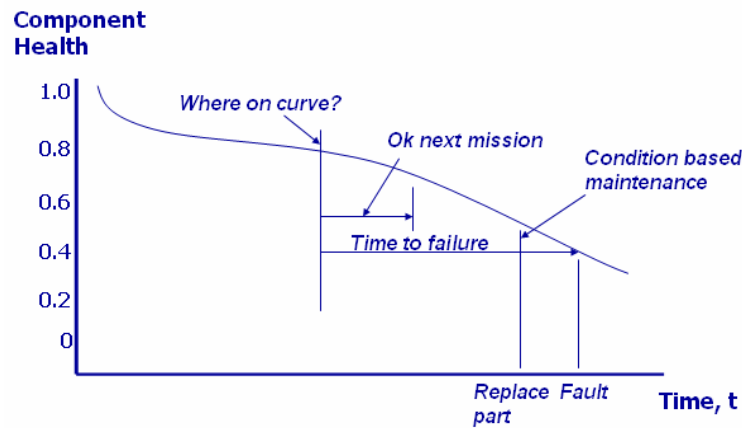 Component
Health
1.0
Where on curve?
Ok next mission
0.8
Condition based
maintenance
0.6
Time to failure
0.4
0.2
0
Replace
part
Fault
Time, t